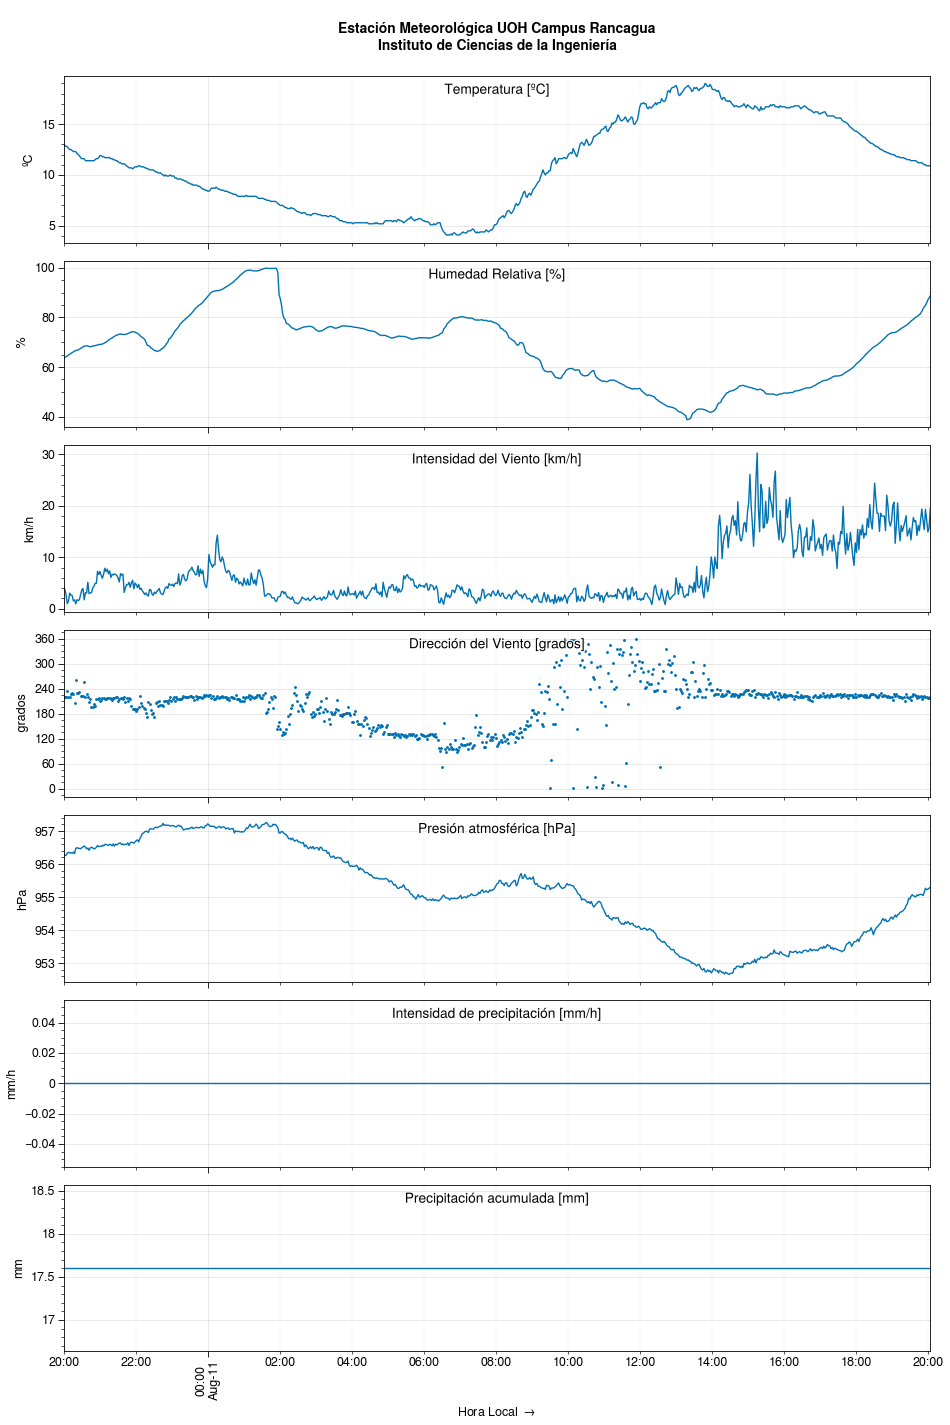 Estación Meteorológica UOH Campus Rancagua
Instituto de Ciencias de la Ingeniería
Temperatura [ºC]
ºC
15
10
5
Humedad Relativa [%]
%
100
80
60
40
Intensidad del Viento [km/h]
km/h
30
20
10
0
Dirección del Viento [grados]
grados
360
300
240
180
120
60
0
Presión atmosférica [hPa]
hPa
957
956
955
954
953
Intensidad de precipitación [mm/h]
mm/h
0.04
0.02
0
−0.02
−0.04
Precipitación acumulada [mm]
mm
18.5
18
17.5
17
20:00 22:00 00:00 02:00 04:00 06:00 08:00 10:00 12:00 14:00 16:00 18:00 20:00
Aug-11
Hora Local →